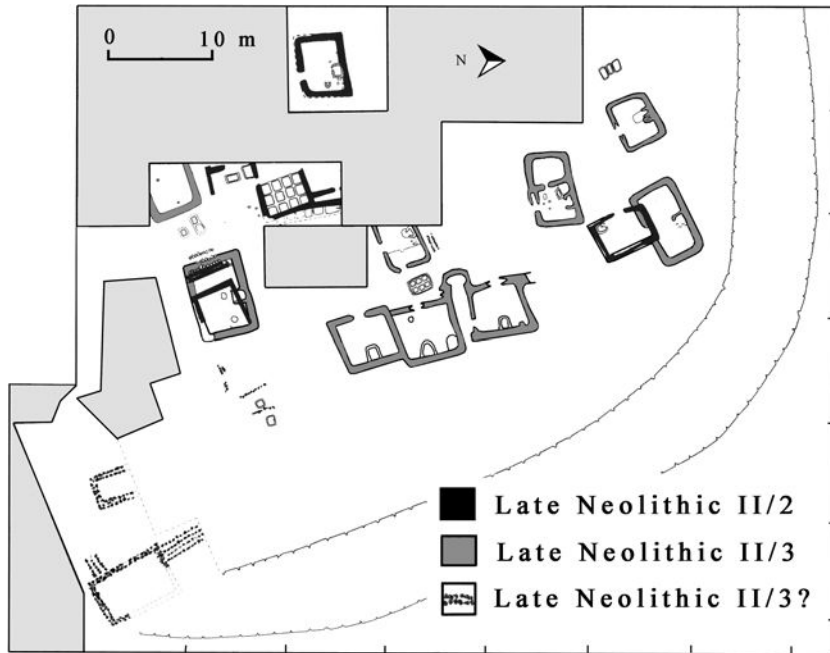 0 10 m
N
Late Neolithic II/2
Late Neolithic II/3
Late Neolithic II/3?